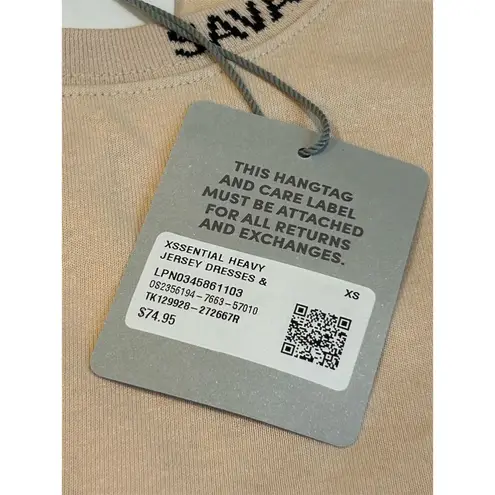 SAVA
THIS HANGTAG
AND CARE LABEL
MUST BE ATTACHED
FOR ALL RETURNS
AND EXCHANGES.
XSSENTIAL HEAVY
JERSEY DRESSES &
XS
LPN0345861103
OS2356194-7663-57010
TK129928-272667R
$74.95